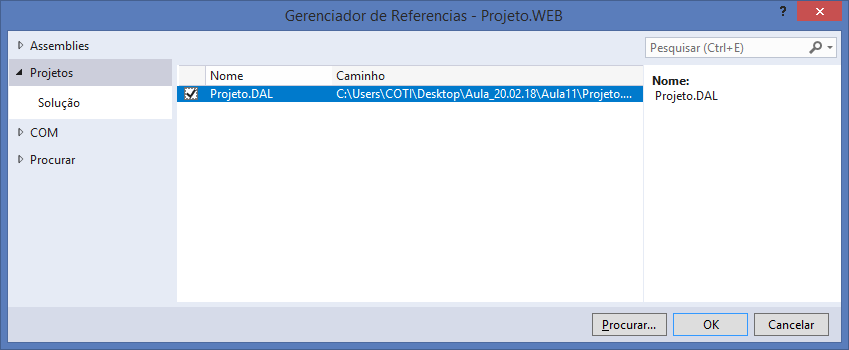 Gerenciador de Referencias - Projeto.WEB
?
Assemblies
Projetos
Solução
COM
Procurar
Nome Caminho
Projeto.DAL C:\Users\COTI\Desktop\Aula_20.02.18\Aula11\Projeto....
Pesquisar (Ctrl+E)
Nome:
Projeto.DAL
Procurar... OK Cancelar